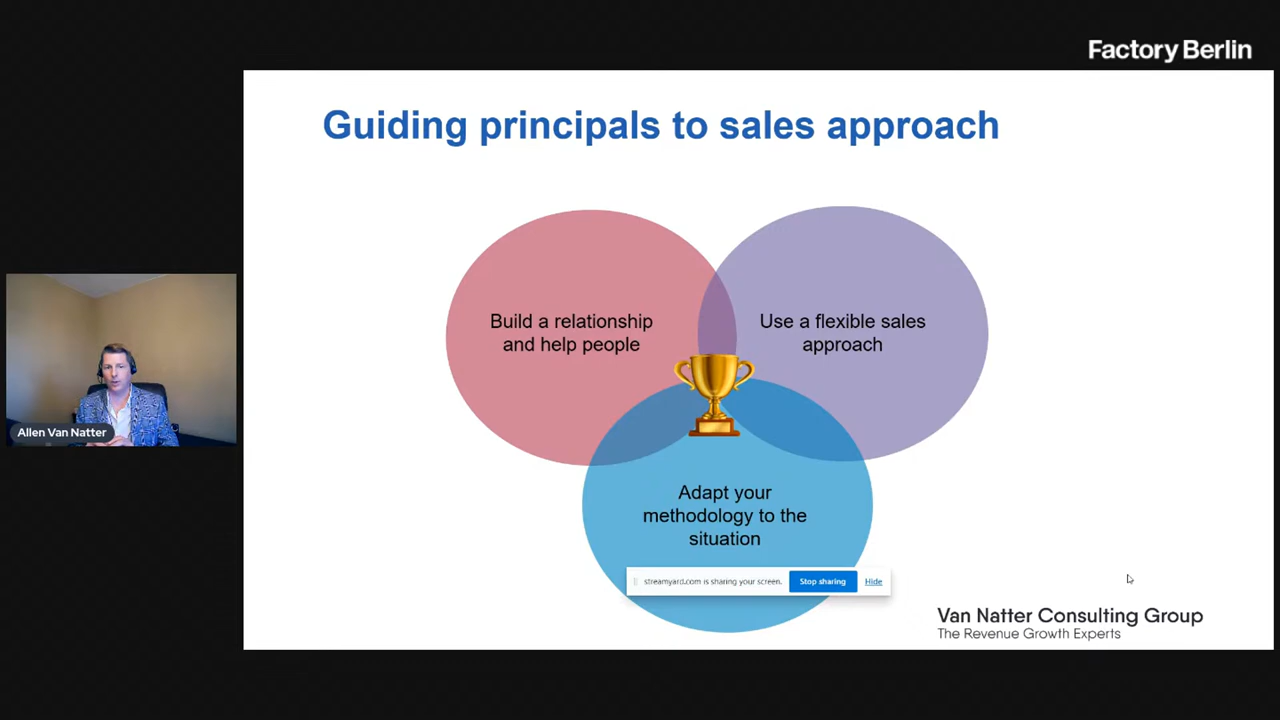 Factory Berlin
Guiding principals to sales approach
Build a relationship
and help people
Use a flexible sales
approach
Adapt your
methodology to the
situation
streamyard.com is sharing your screen.
Stop sharing
Hide
Allen Van Natter
Van Natter Consulting Group
The Revenue Growth Experts